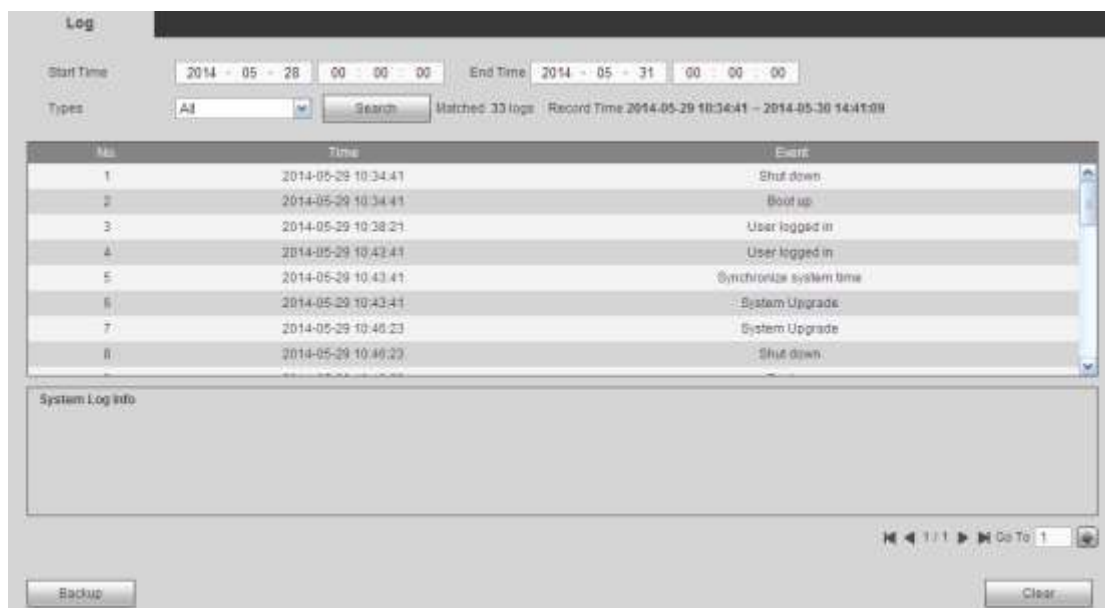 Log
Start Time 2014 - 05 - 28 00 : 00 : 00 End Time 2014 - 05 - 31 00 : 00 : 00
Types All Search Matched 33 logs Record Time 2014-05-29 10:34:41 -- 2014-05-30 14:41:09
No. Time Event
1 2014-05-29 10:34:41 Shut down
2 2014-05-29 10:34:41 Boot up
3 2014-05-29 10:38:21 User logged in
4 2014-05-29 10:43:41 User logged in
5 2014-05-29 10:43:41 Synchronize system time
6 2014-05-29 10:43:41 System Upgrade
7 2014-05-29 10:46:23 System Upgrade
8 2014-05-29 10:46:23 Shut down
System Log Info
1 / 1 Go To 1
Backup Clear